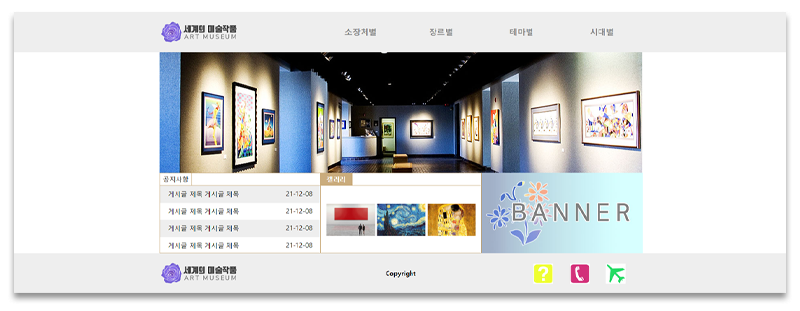 세계의 미술작품
ART MUSEUM
소장처별 장르별 테마별 시대별
공지사항 갤러리
게시글 제목 게시글 제목 21-12-08
게시글 제목 게시글 제목 21-12-08
게시글 제목 게시글 제목 21-12-08
게시글 제목 게시글 제목 21-12-08
BANNER
세계의 미술작품
ART MUSEUM
Copyright
?